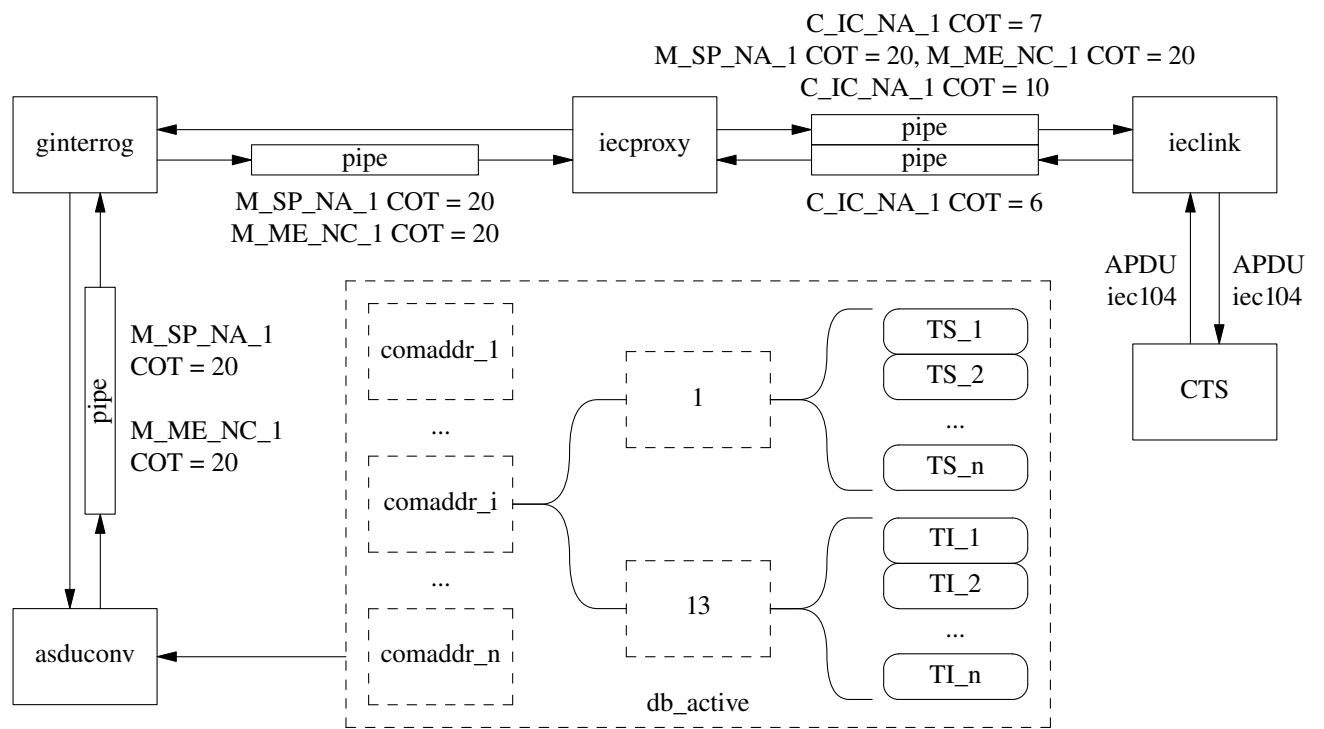 C_IC_NA_1 COT = 7
M_SP_NA_1 COT = 20, M_ME_NC_1 COT = 20
C_IC_NA_1 COT = 10
ginterrog
pipe
iecproxy
pipe
pipe
ieclink
M_SP_NA_1 COT = 20
M_ME_NC_1 COT = 20
C_IC_NA_1 COT = 6
APDU
iec104
APDU
iec104
pipe
M_SP_NA_1
COT = 20
M_ME_NC_1
COT = 20
comaddr_1
...
comaddr_i
...
comaddr_n
1
13
TS_1
TS_2
...
TS_n
TI_1
TI_2
...
TI_n
db_active
CTS
asduconv